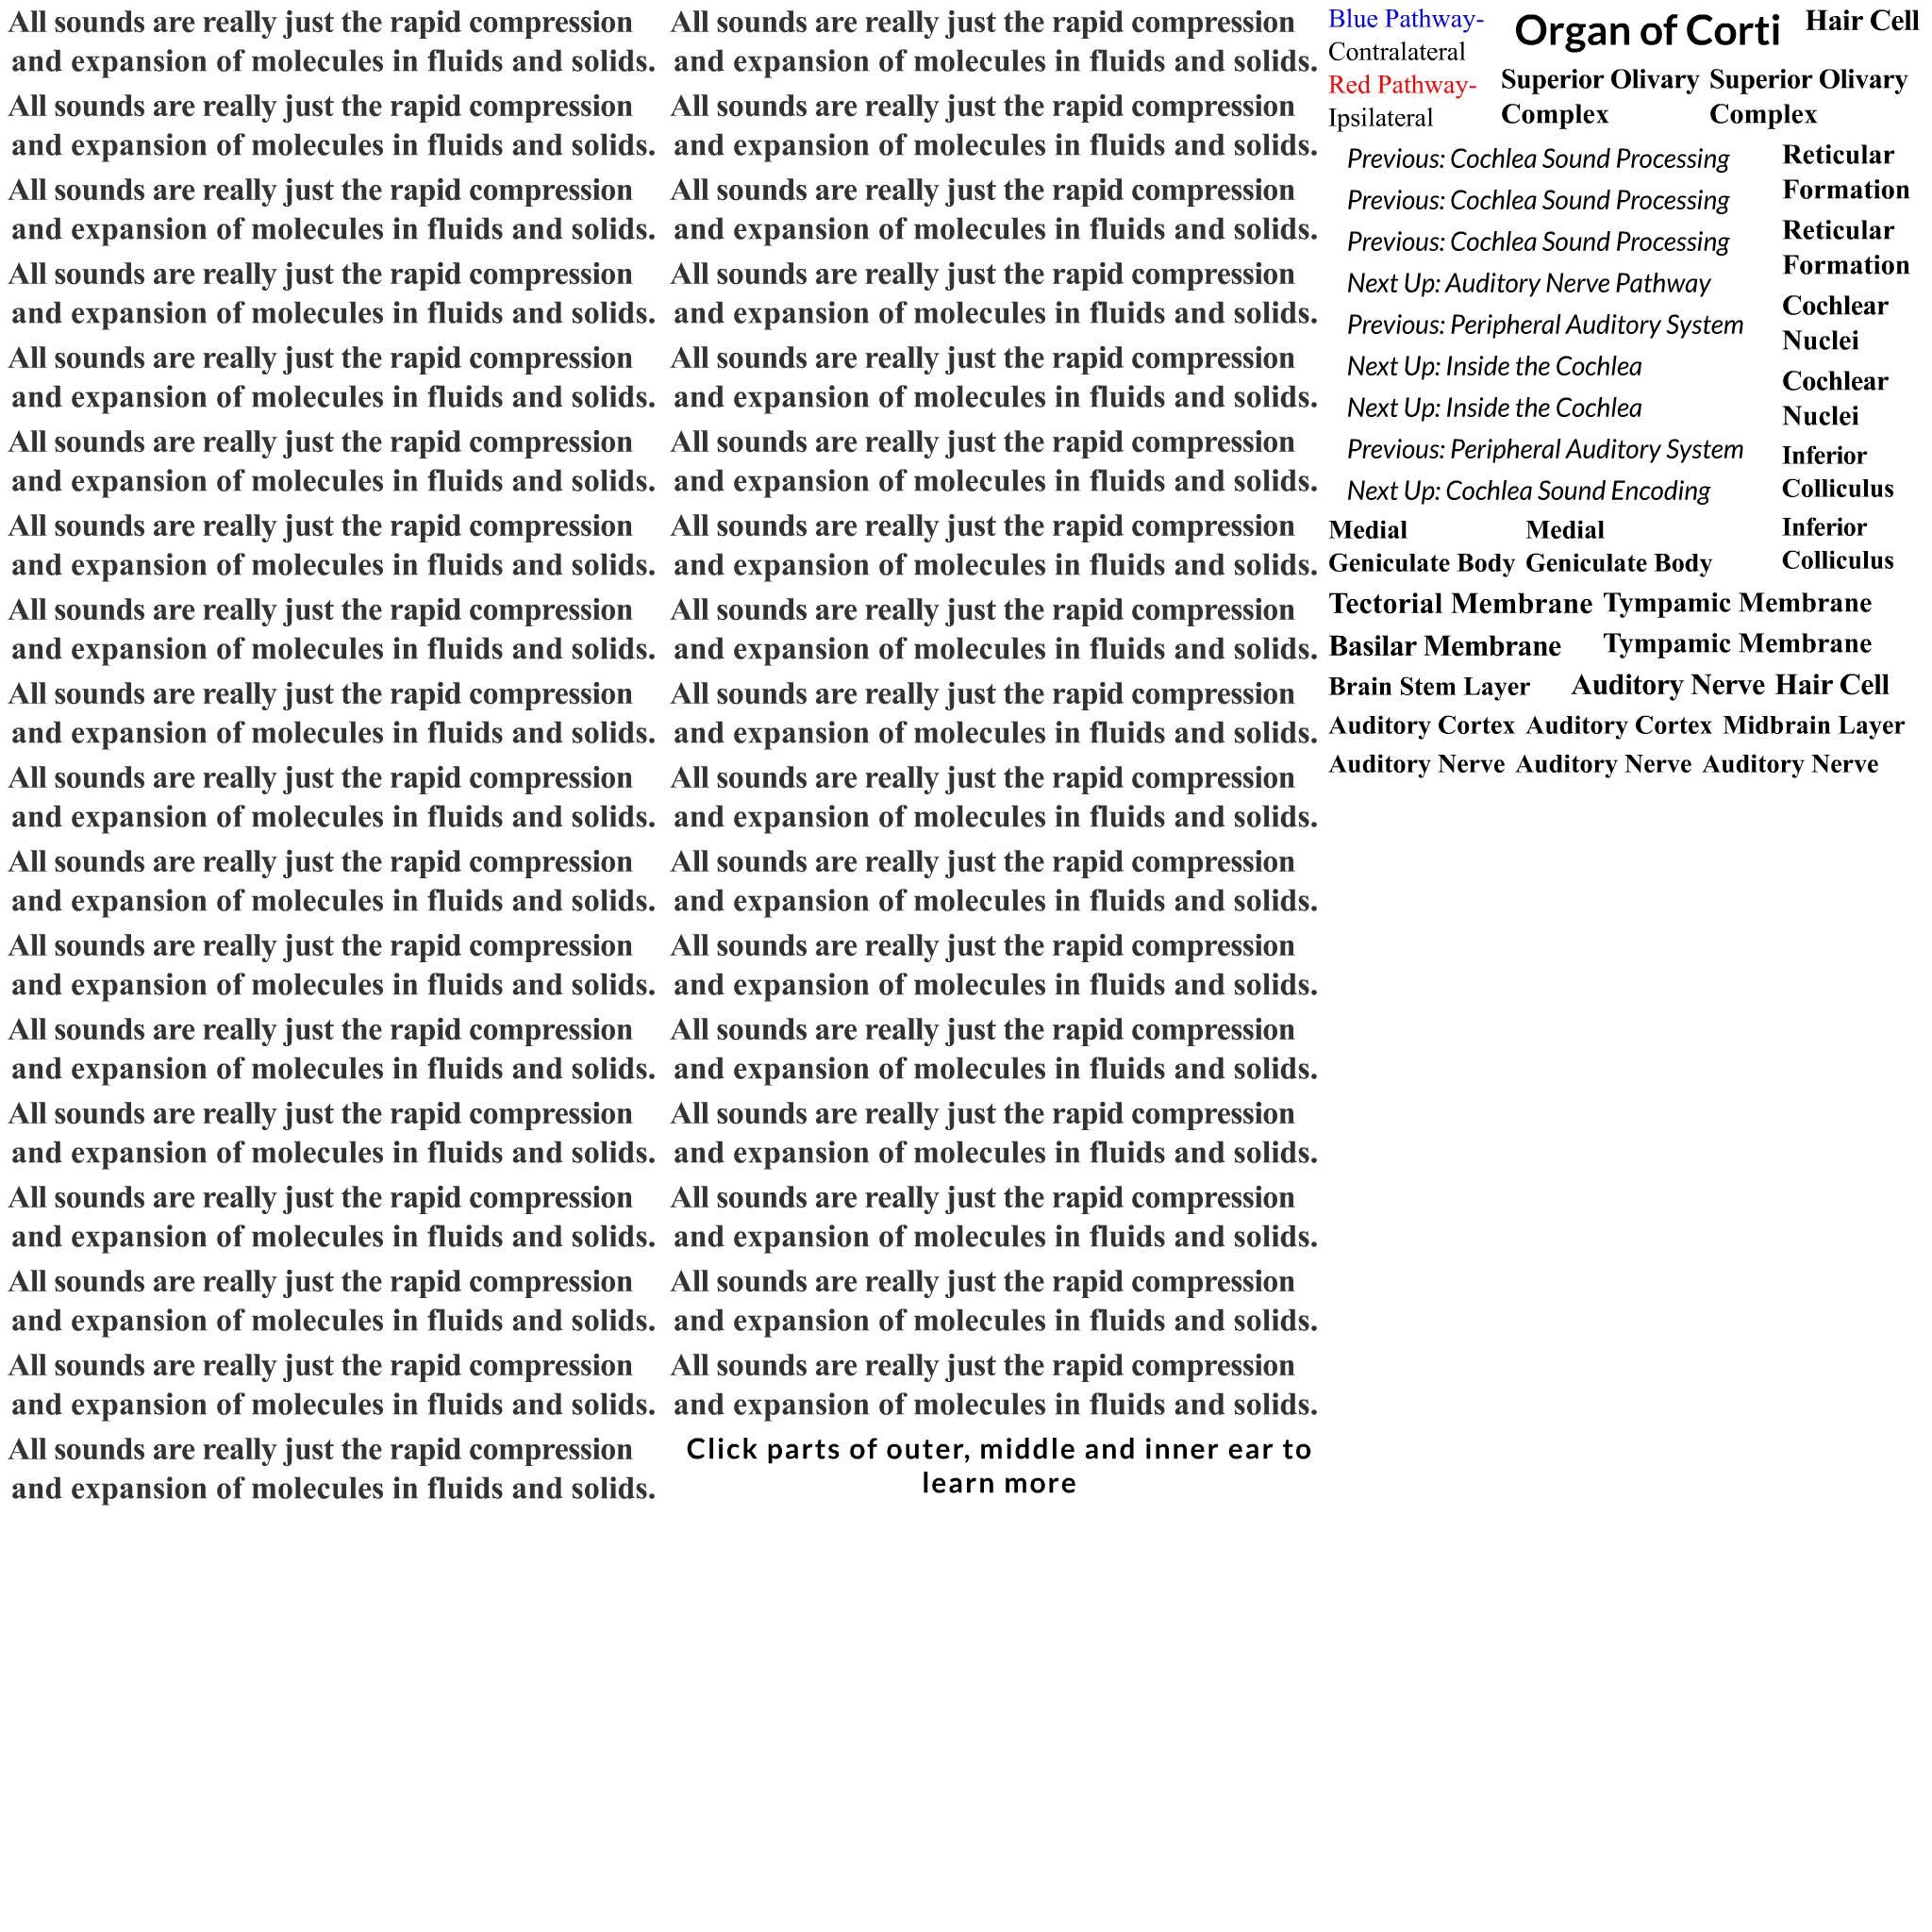 All sounds are really just the rapid compression
and expansion of molecules in fluids and solids.
All sounds are really just the rapid compression
and expansion of molecules in fluids and solids.
All sounds are really just the rapid compression
and expansion of molecules in fluids and solids.
All sounds are really just the rapid compression
and expansion of molecules in fluids and solids.
All sounds are really just the rapid compression
and expansion of molecules in fluids and solids.
All sounds are really just the rapid compression
and expansion of molecules in fluids and solids.
All sounds are really just the rapid compression
and expansion of molecules in fluids and solids.
All sounds are really just the rapid compression
and expansion of molecules in fluids and solids.
All sounds are really just the rapid compression
and expansion of molecules in fluids and solids.
All sounds are really just the rapid compression
and expansion of molecules in fluids and solids.
All sounds are really just the rapid compression
and expansion of molecules in fluids and solids.
All sounds are really just the rapid compression
and expansion of molecules in fluids and solids.
All sounds are really just the rapid compression
and expansion of molecules in fluids and solids.
All sounds are really just the rapid compression
and expansion of molecules in fluids and solids.
All sounds are really just the rapid compression
and expansion of molecules in fluids and solids.
All sounds are really just the rapid compression
and expansion of molecules in fluids and solids.
All sounds are really just the rapid compression
and expansion of molecules in fluids and solids.
All sounds are really just the rapid compression
and expansion of molecules in fluids and solids.
All sounds are really just the rapid compression
and expansion of molecules in fluids and solids.
All sounds are really just the rapid compression
and expansion of molecules in fluids and solids.
All sounds are really just the rapid compression
and expansion of molecules in fluids and solids.
All sounds are really just the rapid compression
and expansion of molecules in fluids and solids.
All sounds are really just the rapid compression
and expansion of molecules in fluids and solids.
All sounds are really just the rapid compression
and expansion of molecules in fluids and solids.
All sounds are really just the rapid compression
and expansion of molecules in fluids and solids.
All sounds are really just the rapid compression
and expansion of molecules in fluids and solids.
All sounds are really just the rapid compression
and expansion of molecules in fluids and solids.
All sounds are really just the rapid compression
and expansion of molecules in fluids and solids.
All sounds are really just the rapid compression
and expansion of molecules in fluids and solids.
All sounds are really just the rapid compression
and expansion of molecules in fluids and solids.
All sounds are really just the rapid compression
and expansion of molecules in fluids and solids.
All sounds are really just the rapid compression
and expansion of molecules in fluids and solids.
All sounds are really just the rapid compression
and expansion of molecules in fluids and solids.
All sounds are really just the rapid compression
and expansion of molecules in fluids and solids.
All sounds are really just the rapid compression
and expansion of molecules in fluids and solids.
Click parts of outer, middle and inner ear to
learn more
Blue Pathway-
Contralateral
Red Pathway-
Ipsilateral
Organ of Corti
Hair Cell
Superior Olivary
Complex
Superior Olivary
Complex
Previous: Cochlea Sound Processing
Previous: Cochlea Sound Processing
Previous: Cochlea Sound Processing
Next Up: Auditory Nerve Pathway
Previous: Peripheral Auditory System
Next Up: Inside the Cochlea
Next Up: Inside the Cochlea
Previous: Peripheral Auditory System
Next Up: Cochlea Sound Encoding
Reticular
Formation
Reticular
Formation
Cochlear
Nuclei
Cochlear
Nuclei
Inferior
Colliculus
Inferior
Colliculus
Medial
Geniculate Body
Medial
Geniculate Body
Tectorial Membrane
Tympamic Membrane
Basilar Membrane
Tympamic Membrane
Brain Stem Layer
Auditory Nerve
Hair Cell
Auditory Cortex
Auditory Cortex
Midbrain Layer
Auditory Nerve
Auditory Nerve
Auditory Nerve